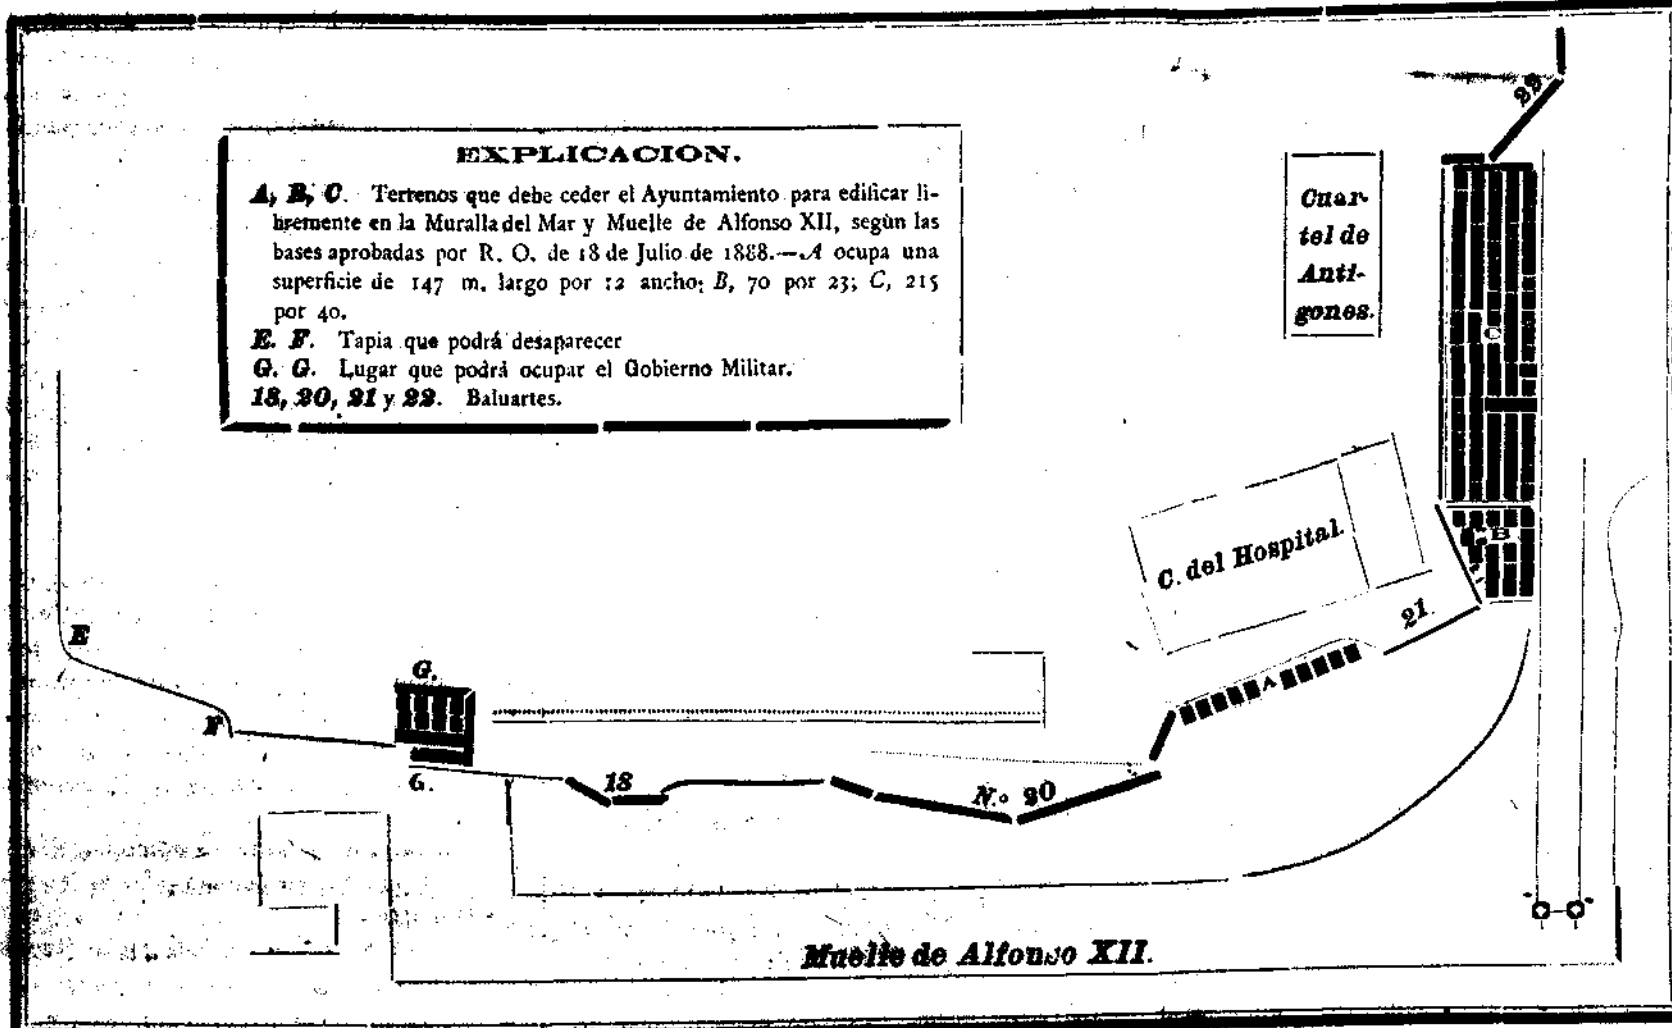 EXPLICACION.
A, B, C. Terrenos que debe ceder el Ayuntamiento para edificar li-
bremente en la Muralla del Mar y Muelle de Alfonso XII, segùn las
bases aprobadas por R. O. de 18 de Julio de 1888.—A ocupa una
superficie de 147 m. largo por 12 ancho; B, 70 por 23; C, 215
por 40.
E. F. Tapia que podrá desaparecer
G. G. Lugar que podrá ocupar el Gobierno Militar.
18, 20, 21 y 22. Baluartes.
22
Cuar-
tel de
Anti-
gones.
C
B
C. del Hospital.
21.
A
E
F
G.
G.
18
N.o 20
Muelle de Alfonso XII.